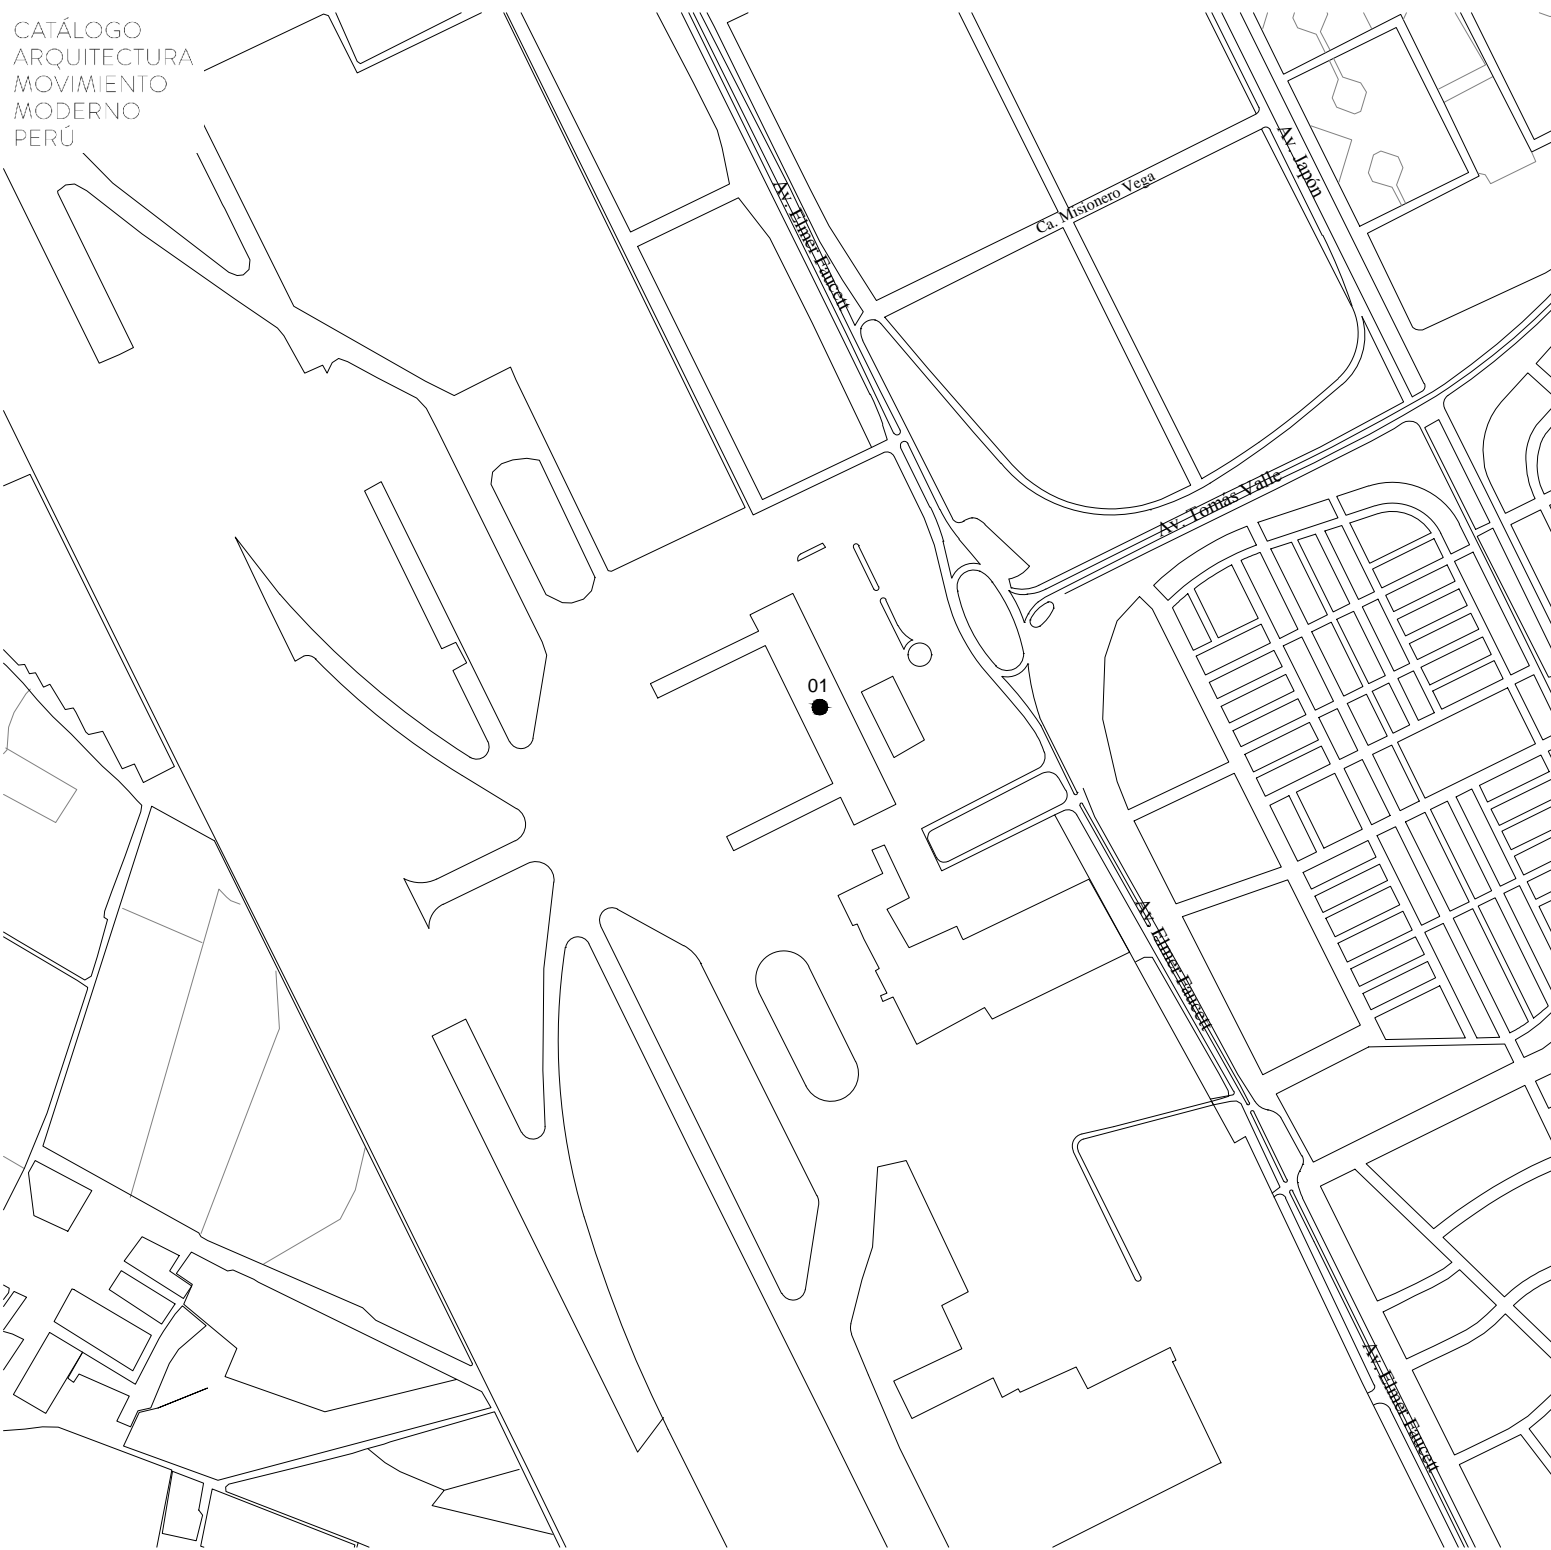 CATÁLOGO
ARQUITECTURA
MOVIMIENTO
MODERNO
PERÚ
Av. Japón
Ca. Misionero Vega
Av. Elmer Faucett
Av. Tomás Valle
01
Av. Elmer Faucett
Av. Elmer Faucett